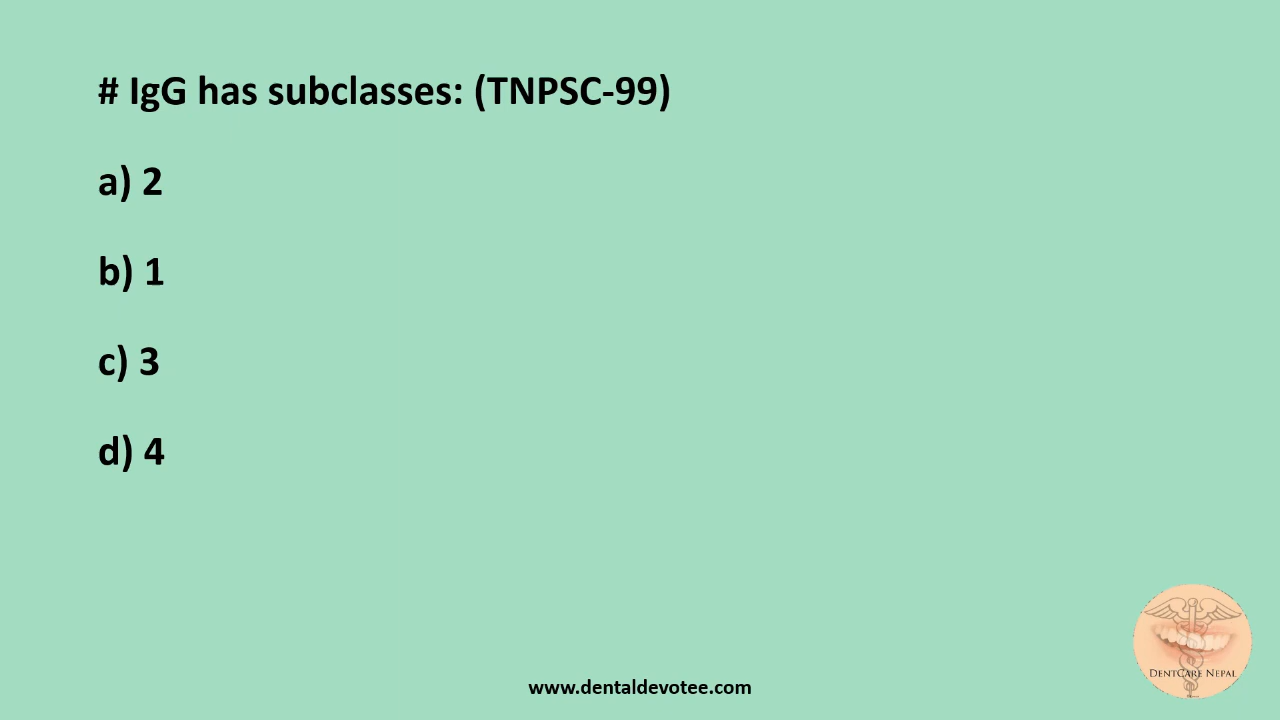 # IgG has subclasses: (TNPSC-99)
a) 2
b) 1
c) 3
d) 4
DentCare Nepal
www.dentaldevotee.com